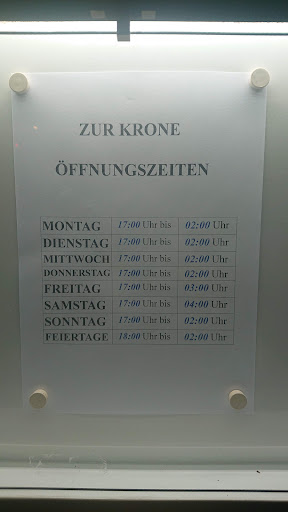 ZUR KRONE
ÖFFNUNGSZEITEN
MONTAG 17:00 Uhr bis 02:00 Uhr
DIENSTAG 17:00 Uhr bis 02:00 Uhr
MITTWOCH 17:00 Uhr bis 02:00 Uhr
DONNERSTAG 17:00 Uhr bis 02:00 Uhr
FREITAG 17:00 Uhr bis 03:00 Uhr
SAMSTAG 17:00 Uhr bis 04:00 Uhr
SONNTAG 17:00 Uhr bis 02:00 Uhr
FEIERTAGE 18:00 Uhr bis 02:00 Uhr